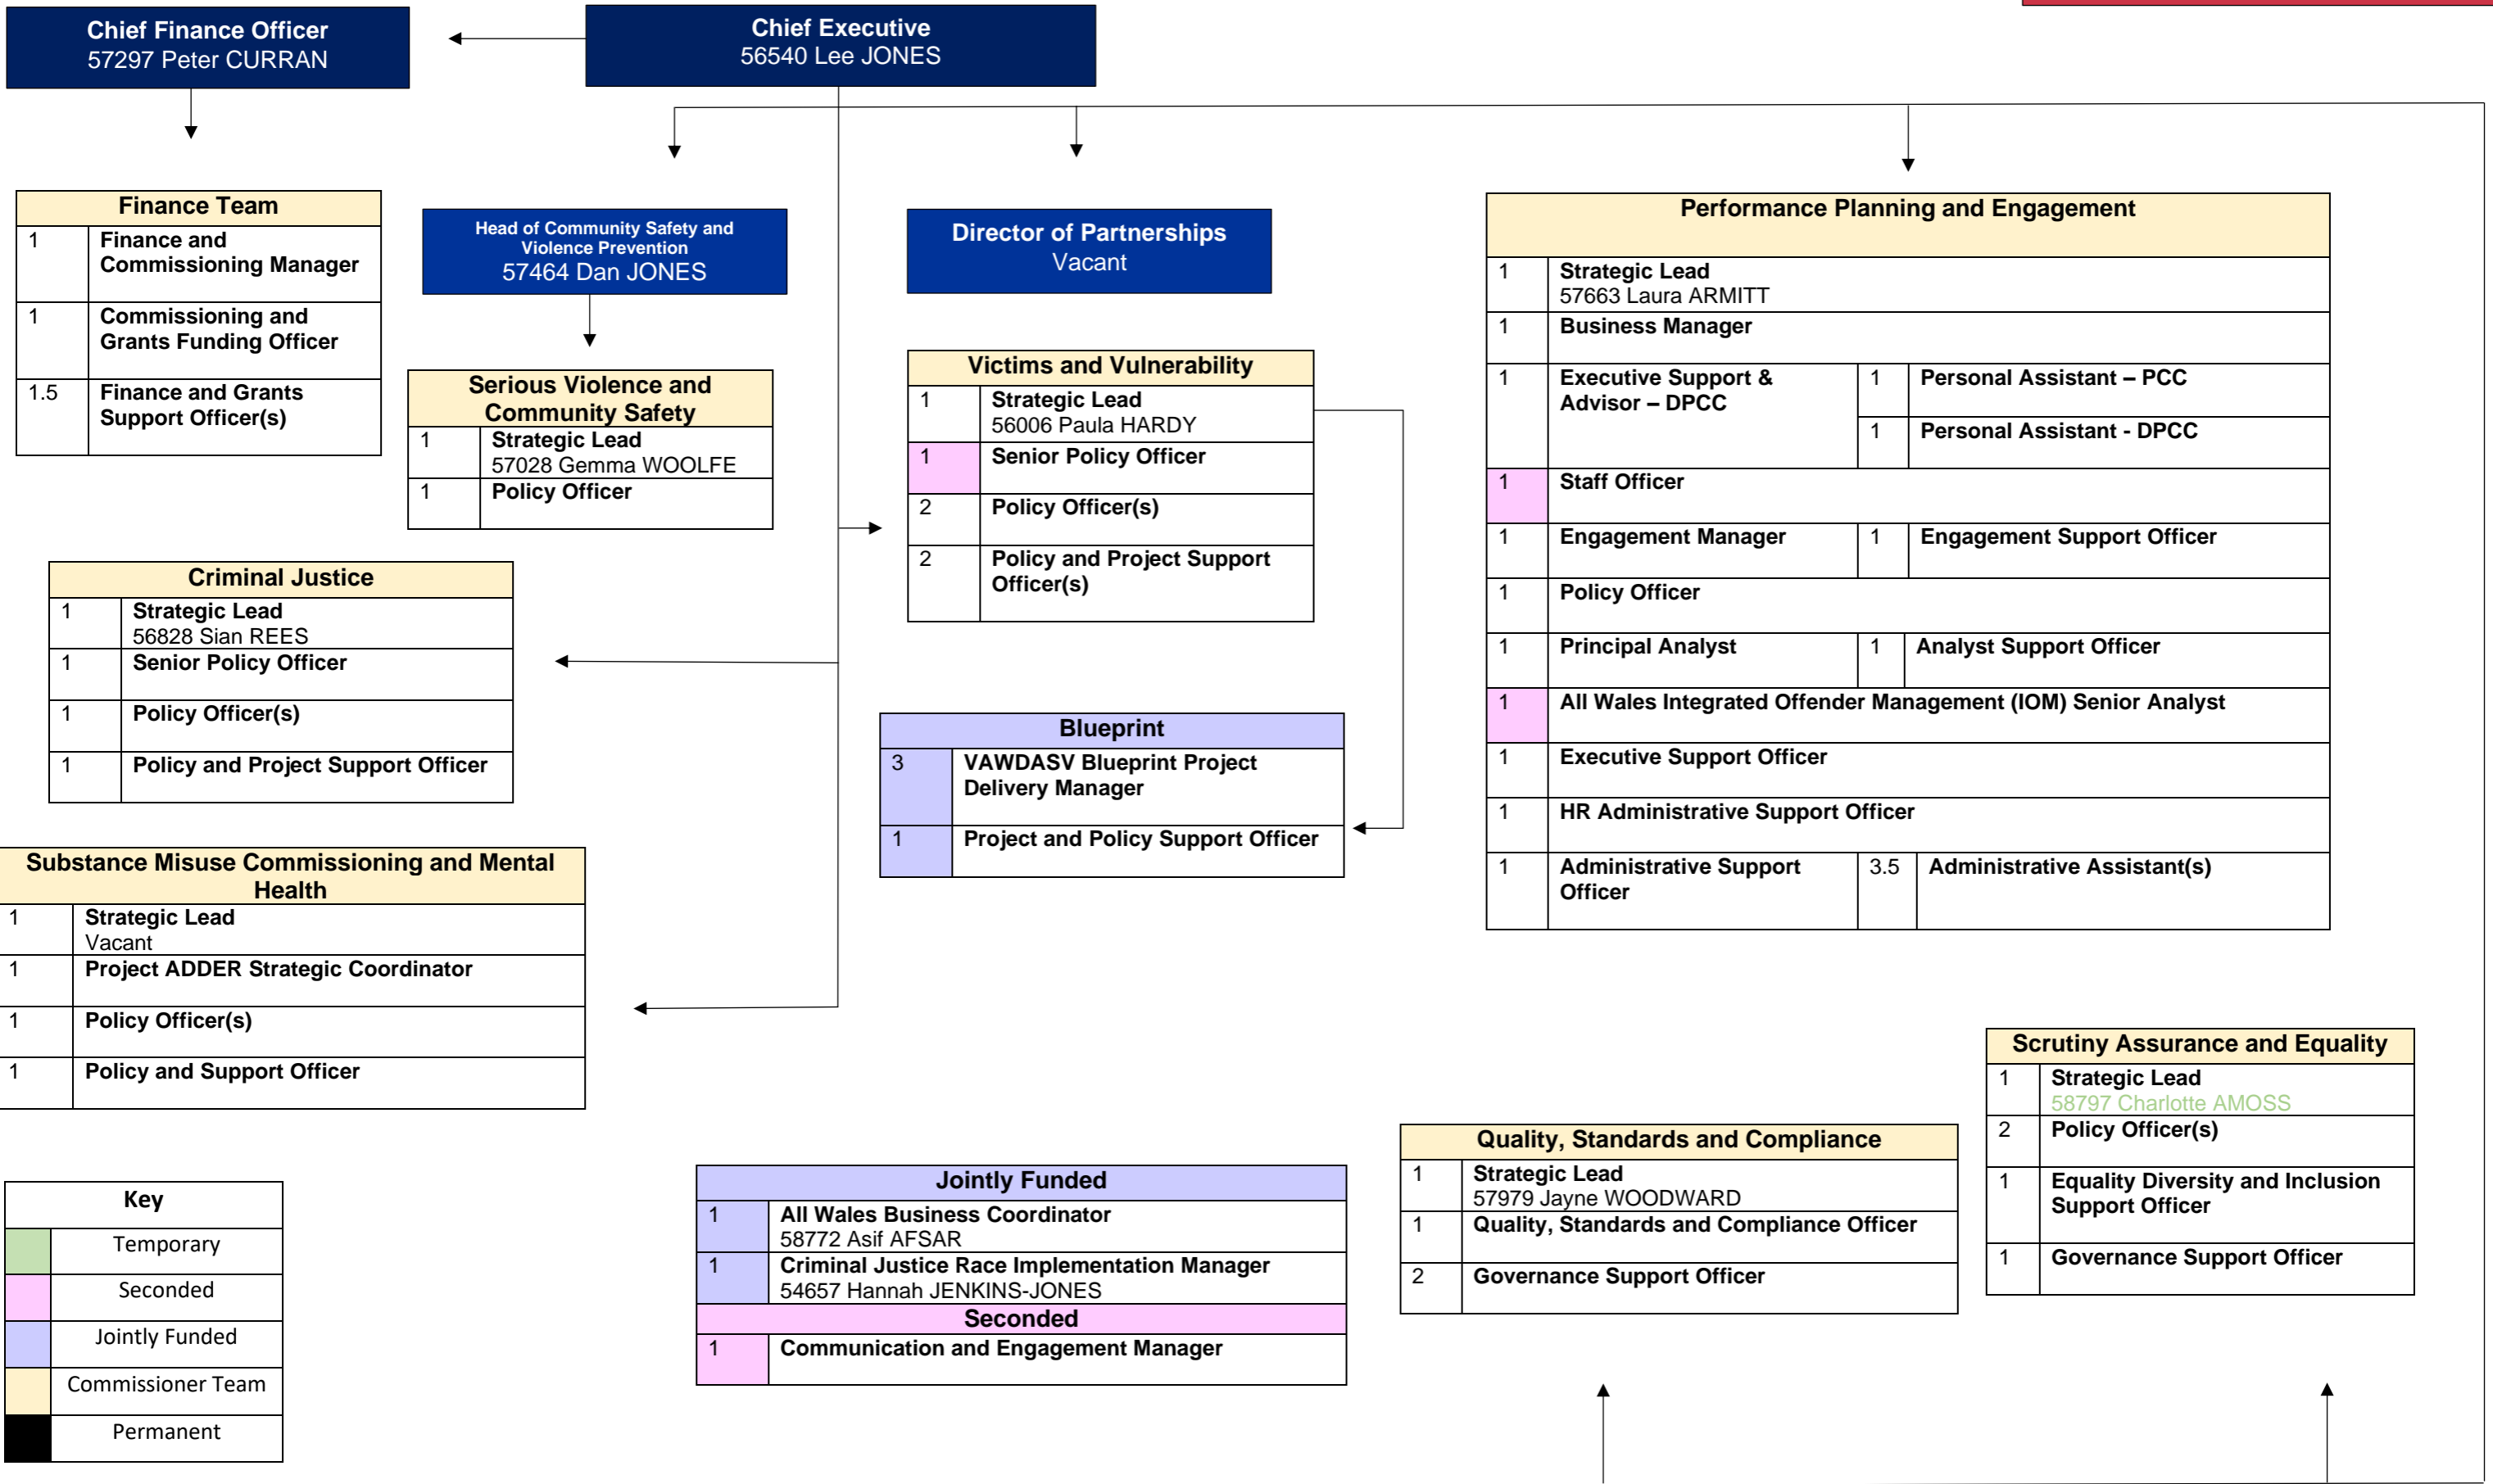 Chief Finance Officer
57297 Peter CURRAN
Chief Executive
56540 Lee JONES
Finance Team
1 Finance and
Commissioning Manager
1 Commissioning and
Grants Funding Officer
1.5 Finance and Grants
Support Officer(s)
Head of Community Safety and
Violence Prevention
57464 Dan JONES
Serious Violence and
Community Safety
1 Strategic Lead
57028 Gemma WOOLFE
1 Policy Officer
Director of Partnerships
Vacant
Victims and Vulnerability
1 Strategic Lead
56006 Paula HARDY
1 Senior Policy Officer
2 Policy Officer(s)
2 Policy and Project Support
Officer(s)
Performance Planning and Engagement
1 Strategic Lead
57663 Laura ARMITT
1 Business Manager
1 Executive Support & 1 Personal Assistant – PCC
Advisor – DPCC
1 Personal Assistant - DPCC
1 Staff Officer
1 Engagement Manager 1 Engagement Support Officer
1 Policy Officer
1 Principal Analyst 1 Analyst Support Officer
1 All Wales Integrated Offender Management (IOM) Senior Analyst
1 Executive Support Officer
1 HR Administrative Support Officer
1 Administrative Support 3.5 Administrative Assistant(s)
Officer
Criminal Justice
1 Strategic Lead
56828 Sian REES
1 Senior Policy Officer
1 Policy Officer(s)
1 Policy and Project Support Officer
Blueprint
3 VAWDASV Blueprint Project
Delivery Manager
1 Project and Policy Support Officer
Substance Misuse Commissioning and Mental
Health
1 Strategic Lead
Vacant
1 Project ADDER Strategic Coordinator
1 Policy Officer(s)
1 Policy and Support Officer
Scrutiny Assurance and Equality
1 Strategic Lead
58797 Charlotte AMOSS
2 Policy Officer(s)
1 Equality Diversity and Inclusion
Support Officer
1 Governance Support Officer
Quality, Standards and Compliance
1 Strategic Lead
57979 Jayne WOODWARD
1 Quality, Standards and Compliance Officer
2 Governance Support Officer
Jointly Funded
1 All Wales Business Coordinator
58772 Asif AFSAR
1 Criminal Justice Race Implementation Manager
54657 Hannah JENKINS-JONES
Seconded
1 Communication and Engagement Manager
Key
Temporary
Seconded
Jointly Funded
Commissioner Team
Permanent